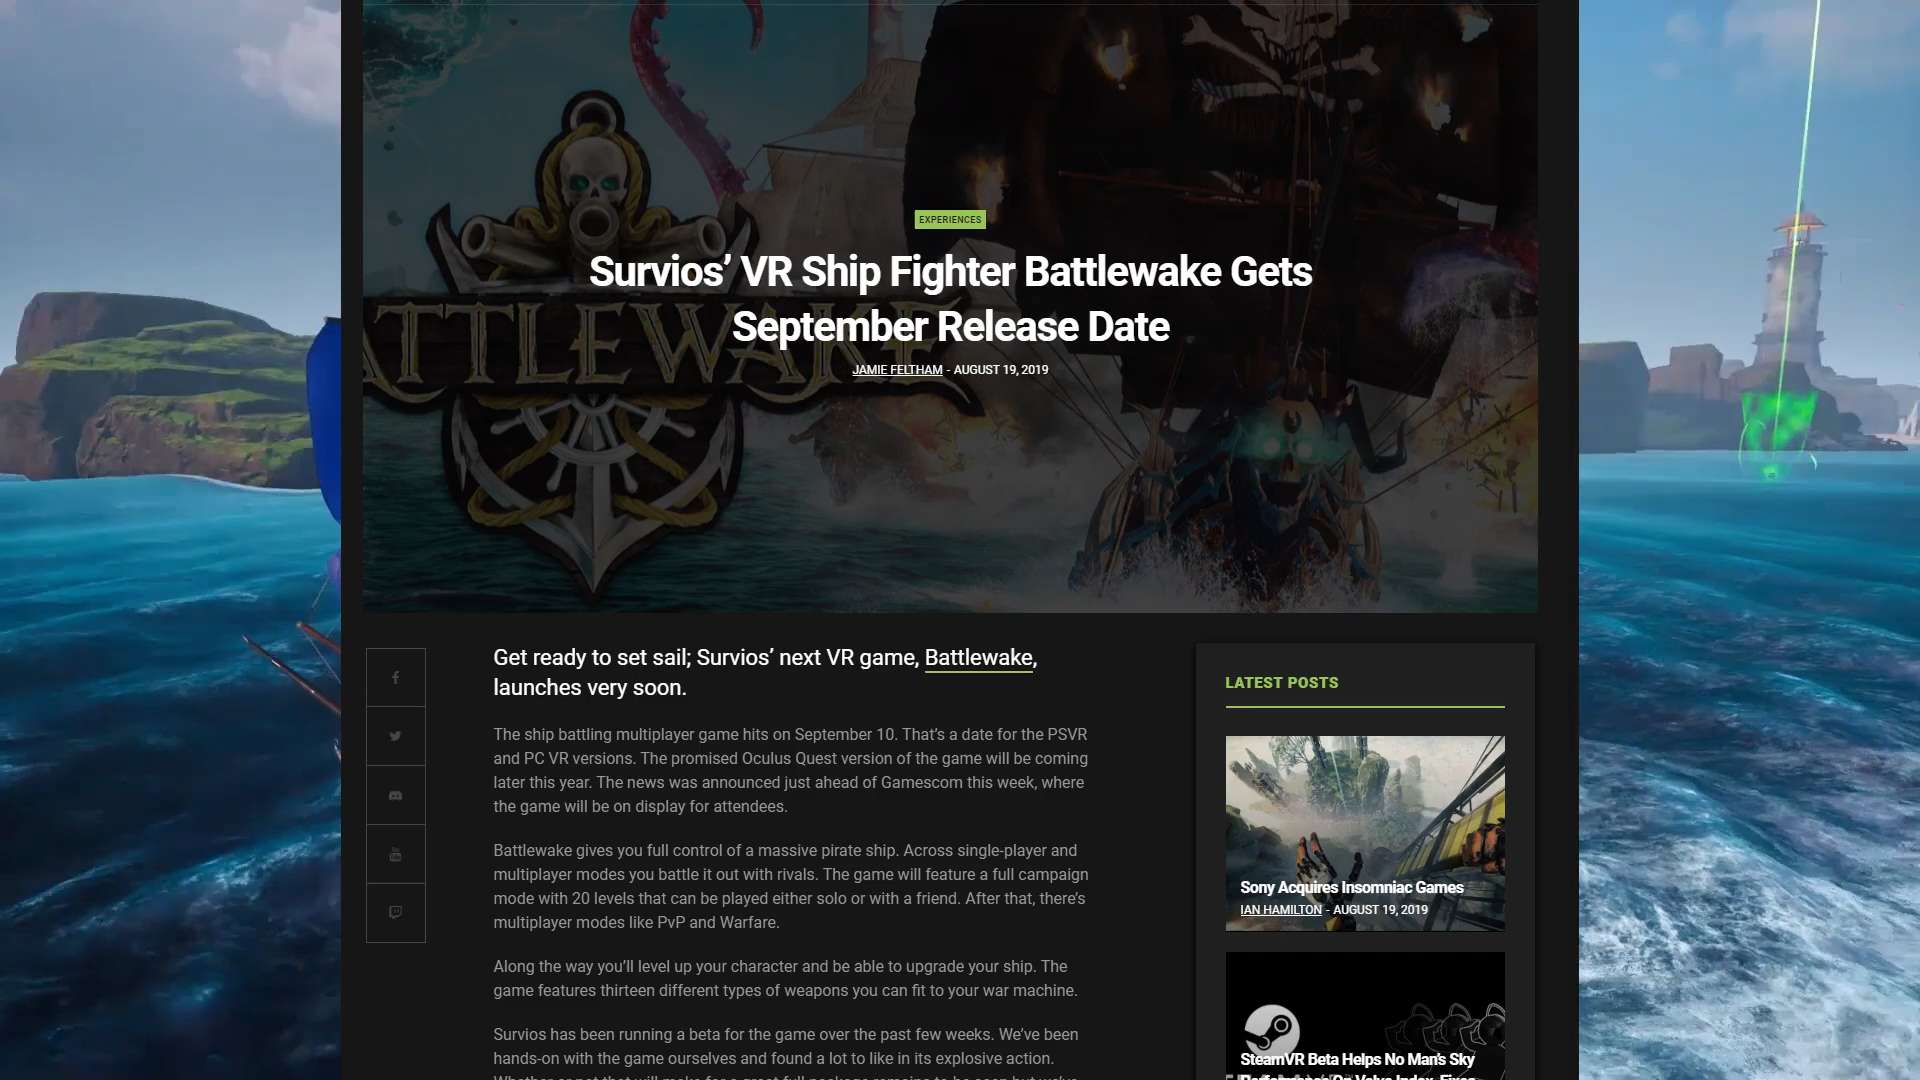 EXPERIENCES
Survios’ VR Ship Fighter Battlewake Gets
September Release Date
JAMIE FELTHAM - AUGUST 19, 2019
ATTLEWAKE
Get ready to set sail; Survios’ next VR game, Battlewake,
launches very soon.
The ship battling multiplayer game hits on September 10. That’s a date for the PSVR
and PC VR versions. The promised Oculus Quest version of the game will be coming
later this year. The news was announced just ahead of Gamescom this week, where
the game will be on display for attendees.
Battlewake gives you full control of a massive pirate ship. Across single-player and
multiplayer modes you battle it out with rivals. The game will feature a full campaign
mode with 20 levels that can be played either solo or with a friend. After that, there’s
multiplayer modes like PvP and Warfare.
Along the way you’ll level up your character and be able to upgrade your ship. The
game features thirteen different types of weapons you can fit to your war machine.
Survios has been running a beta for the game over the past few weeks. We’ve been
hands-on with the game ourselves and found a lot to like in its explosive action.
LATEST POSTS
Sony Acquires Insomniac Games
IAN HAMILTON - AUGUST 19, 2019
SteamVR Beta Helps No Man’s Sky
Performance On Valve Index, Fixes